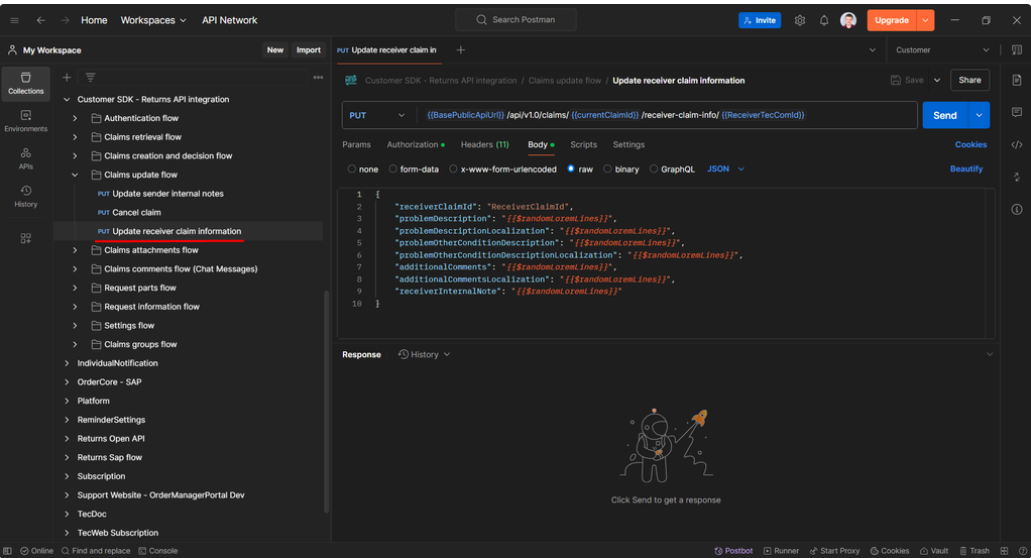 Home Workspaces API Network Search Postman Invite Upgrade
My Workspace New Import PUT Update receiver claim in Customer
Collections
Environments
APIs
History
Customer SDK - Returns API integration
Authentication flow
Claims retrieval flow
Claims creation and decision flow
Claims update flow
PUT Update sender internal notes
PUT Cancel claim
PUT Update receiver claim information
Claims attachments flow
Claims comments flow (Chat Messages)
Request parts flow
Request information flow
Settings flow
Claims groups flow
IndividualNotification
OrderCore - SAP
Platform
ReminderSettings
Returns Open API
Returns Sap flow
Subscription
Support Website - OrderManagerPortal Dev
TecDoc
TecWeb Subscription
Customer SDK - Returns API integration / Claims update flow / Update receiver claim information Save Share
PUT {{BasePublicApiUrl}} /api/v1.0/claims/ {{currentClaimId}} /receiver-claim-info/ {{ReceiverTecComId}} Send
Params Authorization Headers (11) Body Scripts Settings Cookies
none form-data x-www-form-urlencoded raw binary GraphQL JSON Beautify
1 {
2 "receiverClaimId": "ReceiverClaimId",
3 "problemDescription": "{{$randomLoremLines}}",
4 "problemDescriptionLocalization": "{{$randomLoremLines}}",
5 "problemOtherConditionDescription": "{{$randomLoremLines}}",
6 "problemOtherConditionDescriptionLocalization": "{{$randomLoremLines}}",
7 "additionalComments": "{{$randomLoremLines}}",
8 "additionalCommentsLocalization": "{{$randomLoremLines}}",
9 "receiverInternalNote": "{{$randomLoremLines}}"
10 }
Response History
Click Send to get a response
Online Find and replace Console Postbot Runner Start Proxy Cookies Vault Trash